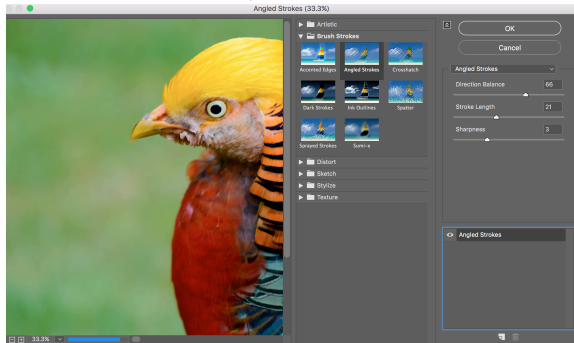 Angled Strokes (33.3%)
Artistic
Brush Strokes
Accented Edges
Angled Strokes
Crosshatch
Dark Strokes
Ink Outlines
Spatter
Sprayed Strokes
Sumi-e
Distort
Sketch
Stylize
Texture
33.3%
OK
Cancel
Angled Strokes
Direction Balance 66
Stroke Length 21
Sharpness 3
Angled Strokes